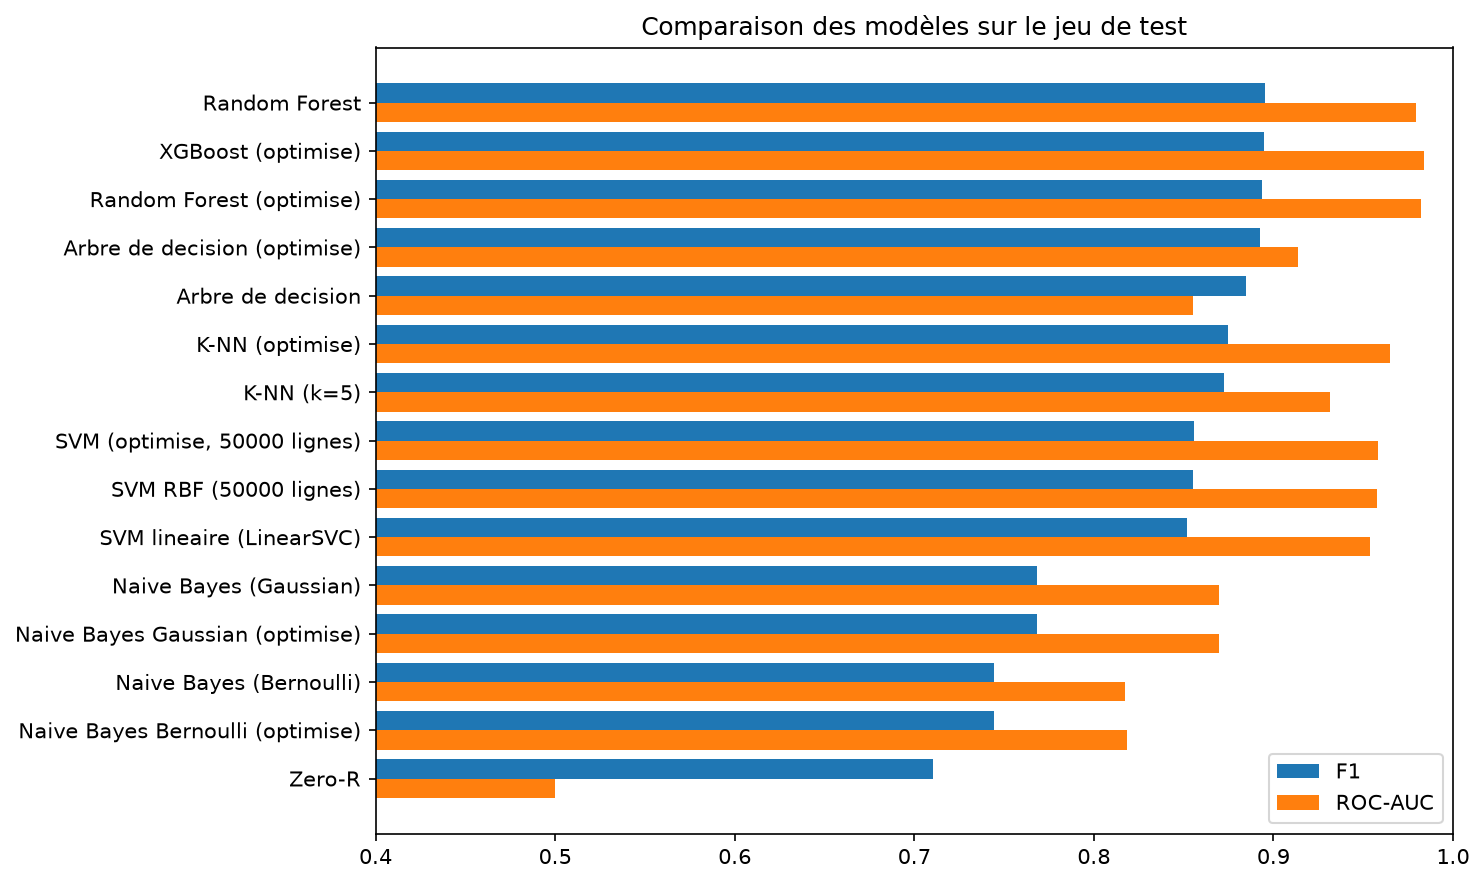 Comparaison des modèles sur le jeu de test
Random Forest
XGBoost (optimise)
Random Forest (optimise)
Arbre de decision (optimise)
Arbre de decision
K-NN (optimise)
K-NN (k=5)
SVM (optimise, 50000 lignes)
SVM RBF (50000 lignes)
SVM lineaire (LinearSVC)
Naive Bayes (Gaussian)
Naive Bayes Gaussian (optimise)
Naive Bayes (Bernoulli)
Naive Bayes Bernoulli (optimise)
Zero-R
F1
ROC-AUC
0.4 0.5 0.6 0.7 0.8 0.9 1.0